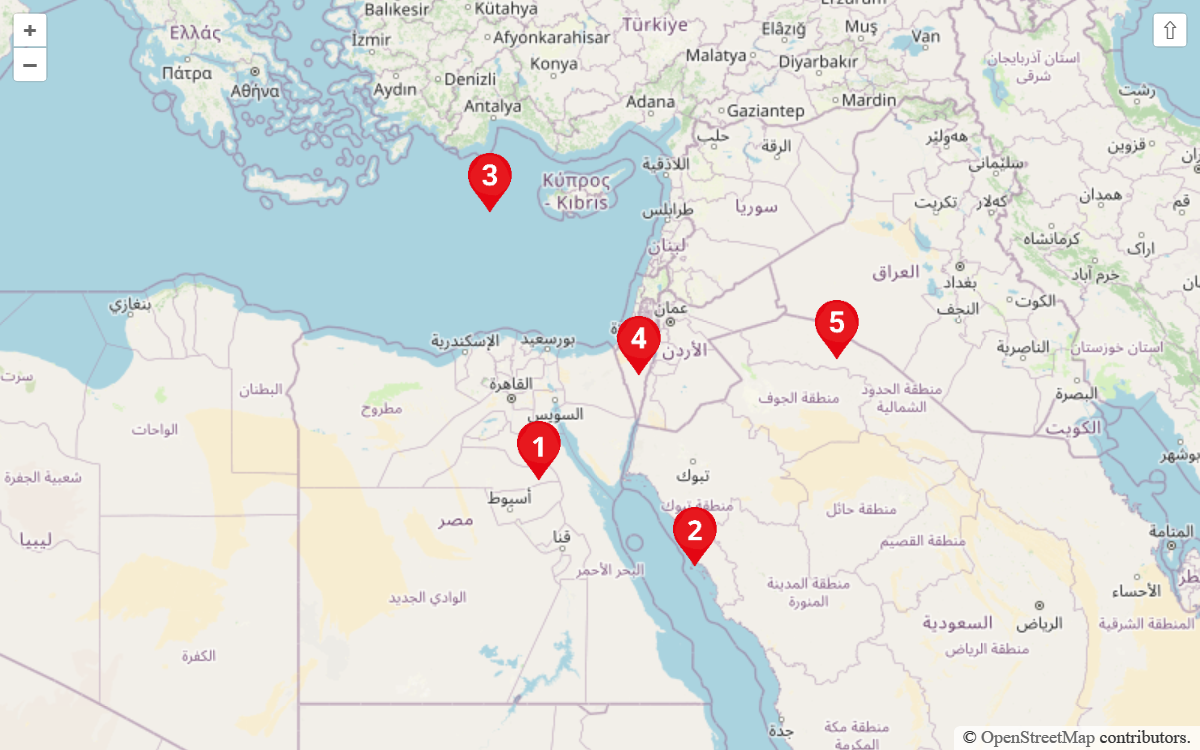 +
−
⇧
Balıkesir
Kütahya
Erzurum
Ελλάς
Türkiye
Elâzığ
Muş
Van
İzmir
Afyonkarahisar
Konya
Malatya
Diyarbakır
استان آذربایجان
شرقی
Πάτρα
Αθήνα
Aydın
Denizli
Antalya
Adana
Gaziantep
Mardin
رشت
حلب
الرقة
هەولێر
قزوین
3
Κύπρος
- Kıbrıs
اللاذقية
سلێمانی
همدان
قم
طرابلس
سوريا
تكريت
کەلار
کرمانشاه
اراک
لبنان
العراق
بغداد
خرم آباد
بنغازي
عمان
5
النجف
الكوت
الإسكندرية
بورسعيد
4
الأردن
الناصرية
استان خوزستان
سرت
البطنان
القاهرة
مطروح
السويس
منطقة الجوف
منطقة الحدود
الشمالية
البصرة
الواحات
1
الكويت
بوشهر
شعبية الجفرة
تبوك
أسيوط
منطقة تبوك
منطقة حائل
مصر
2
ليبيا
قنا
منطقة القصيم
المنامة
البحر الأحمر
منطقة المدينة
المنورة
قطر
الأحساء
الوادي الجديد
السعودية
الرياض
المنطقة الشرقية
الكفرة
منطقة الرياض
جدة
منطقة مكة
المكرمة
© OpenStreetMap contributors.